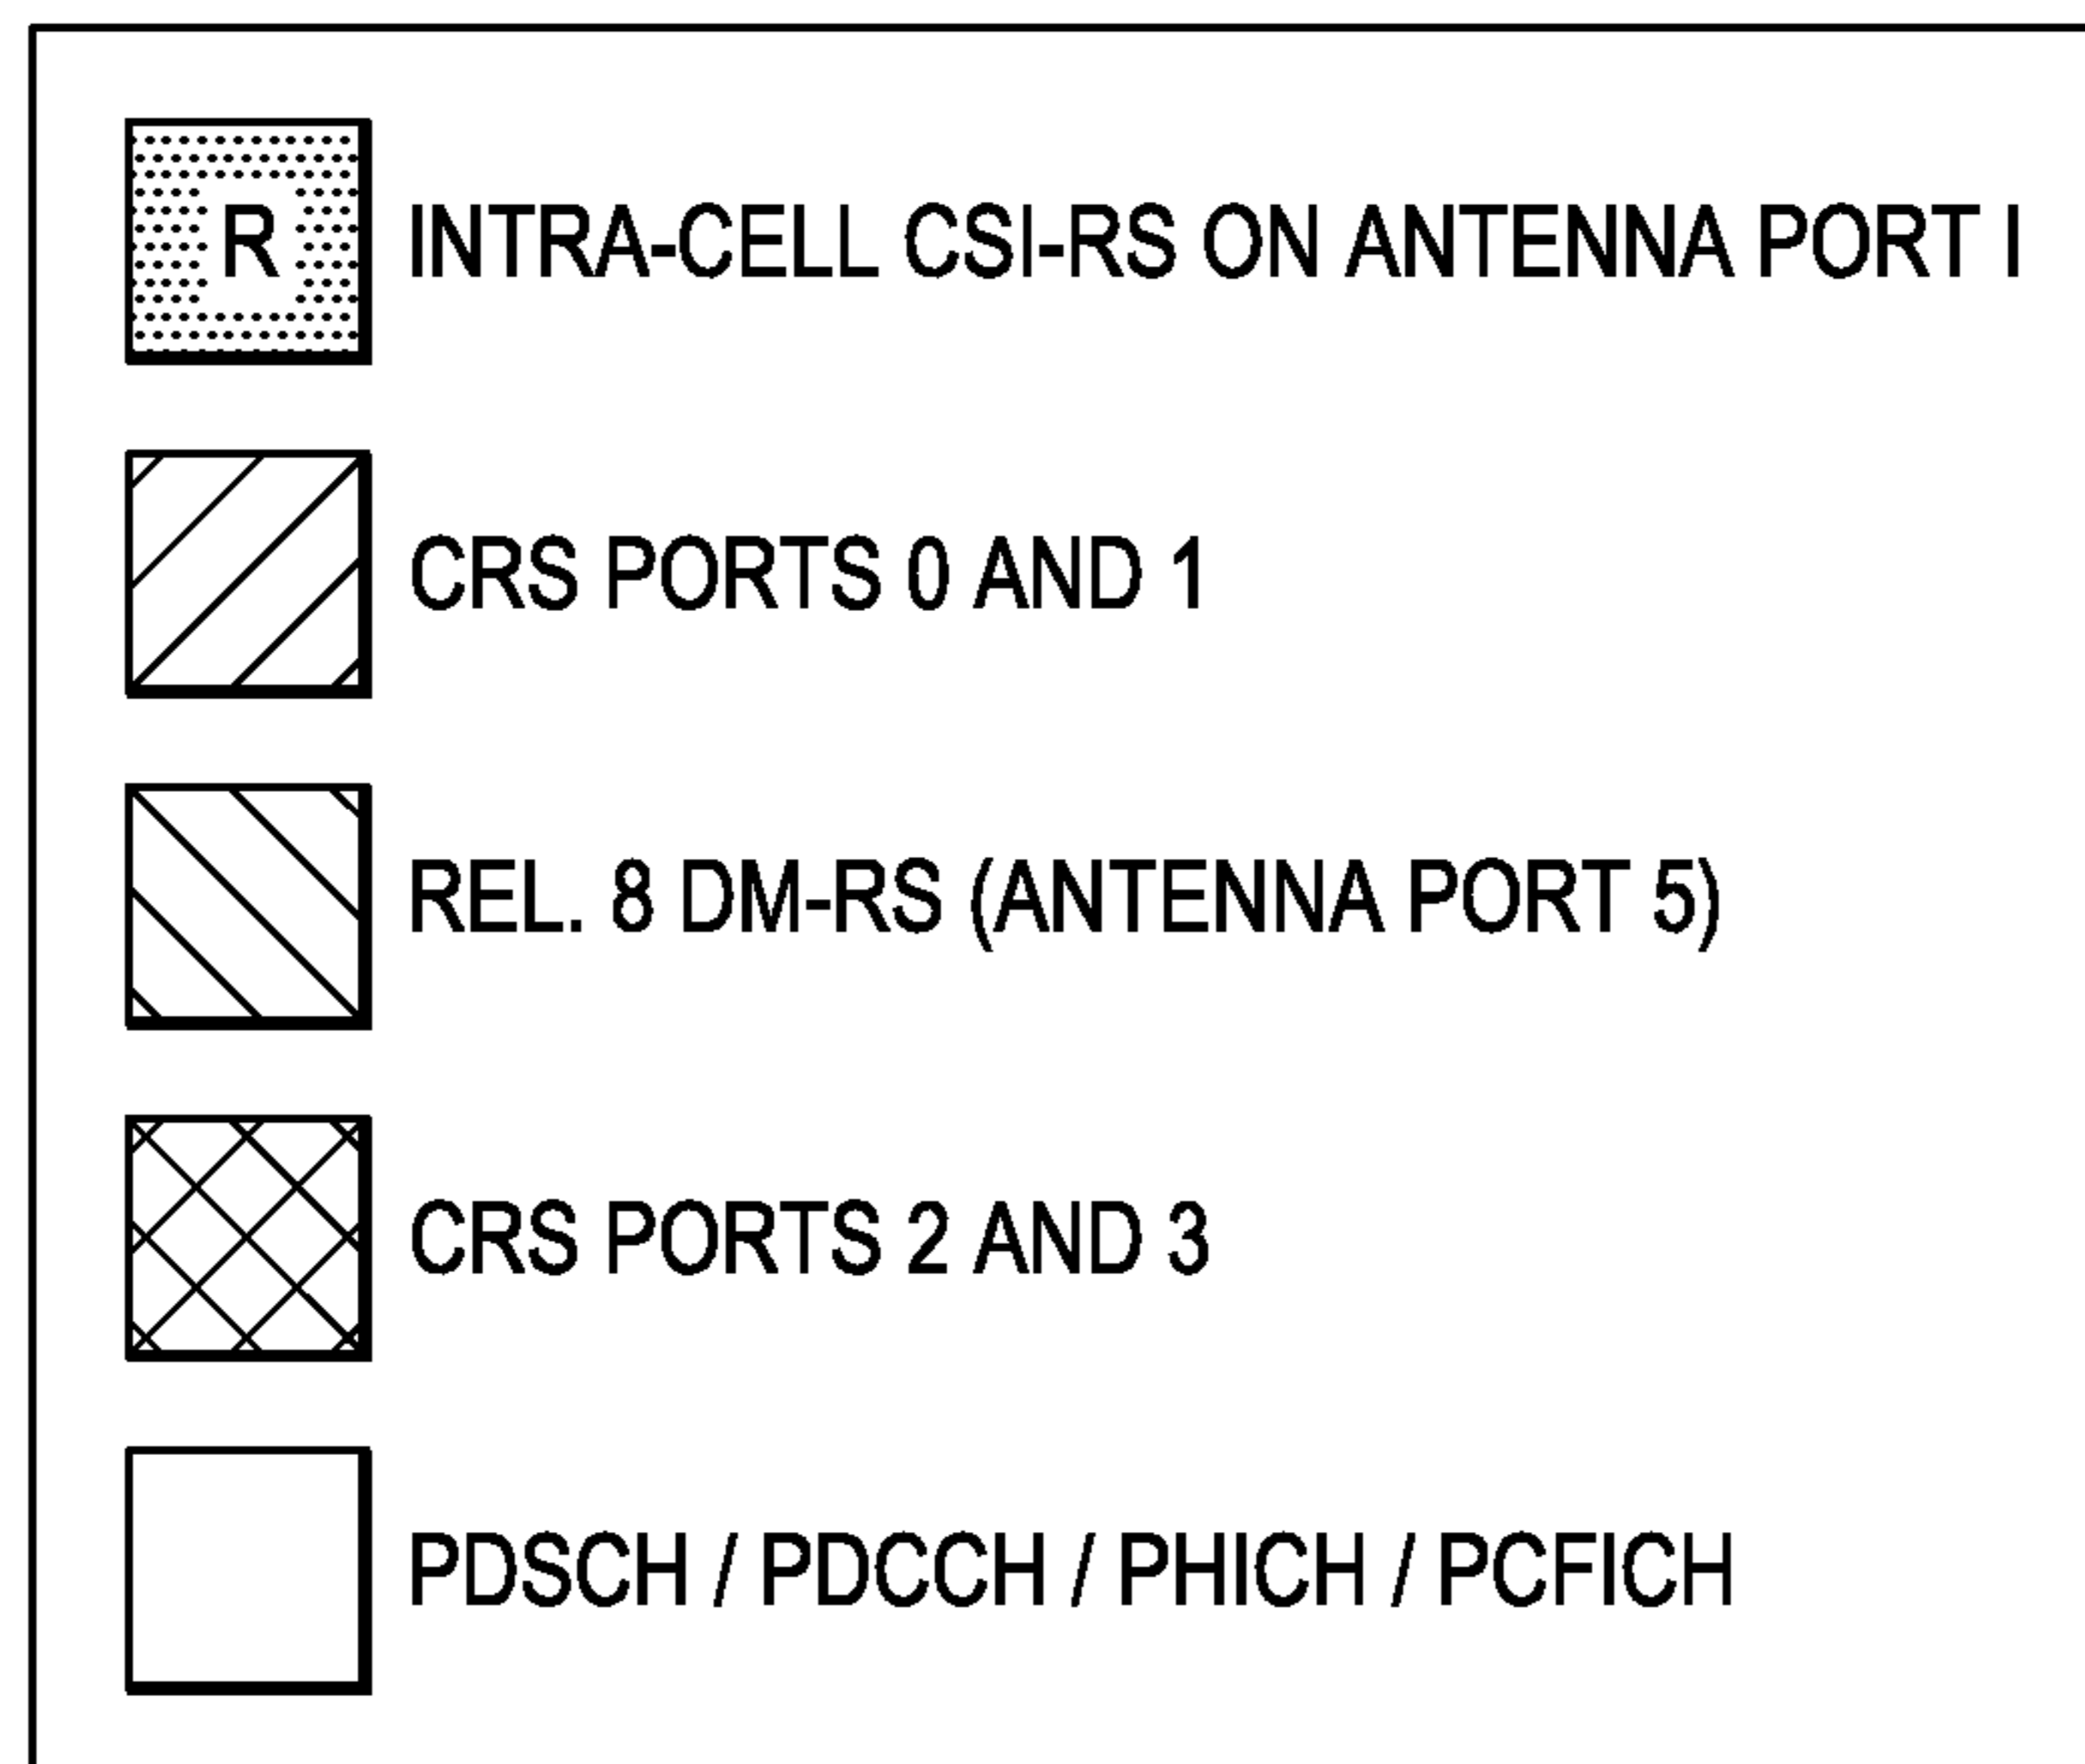 R INTRA-CELL CSI-RS ON ANTENNA PORT I
CRS PORTS 0 AND 1
REL. 8 DM-RS (ANTENNA PORT 5)
CRS PORTS 2 AND 3
PDSCH / PDCCH / PHICH / PCFICH